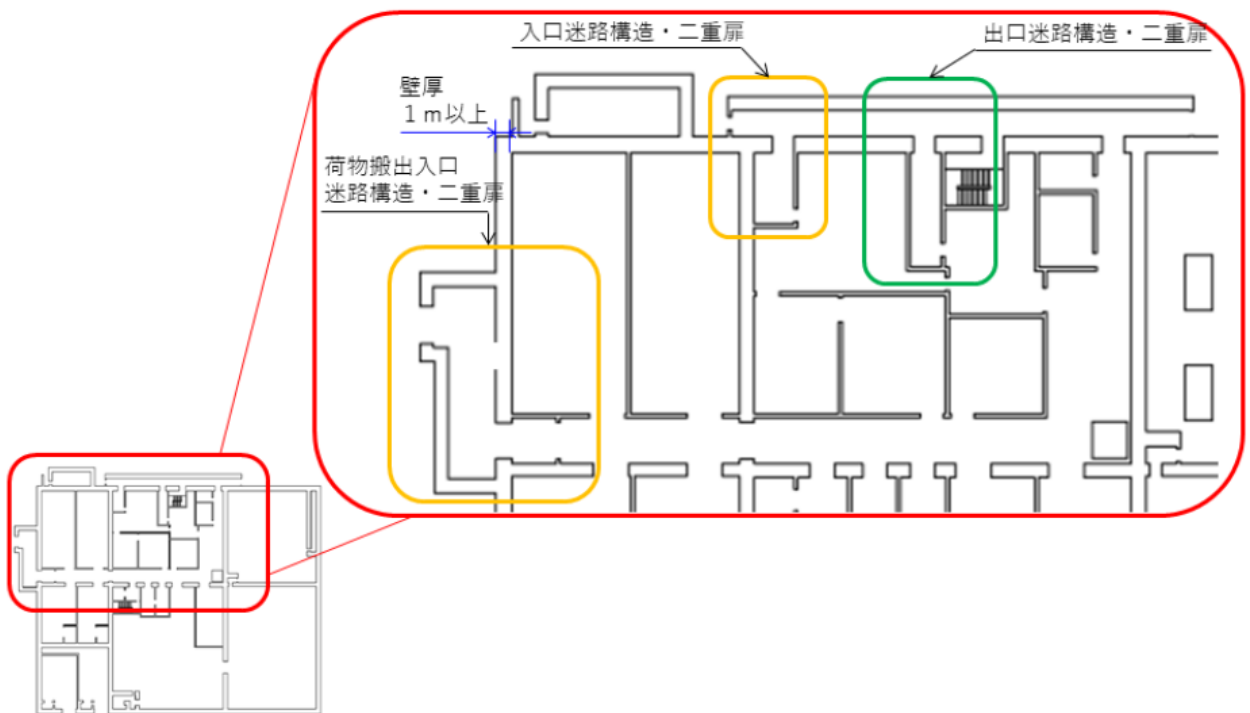 入口迷路構造・二重扉
出口迷路構造・二重扉
壁厚
１ｍ以上
荷物搬出入口
迷路構造・二重扉